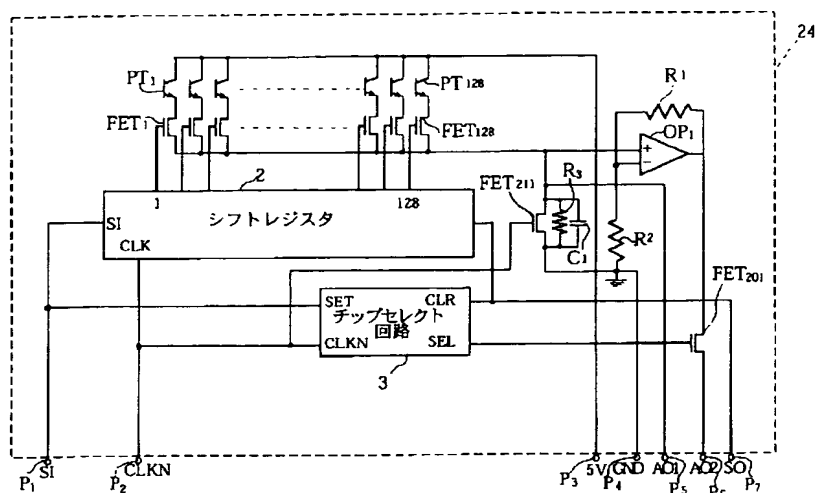 24
R1
PT1
PT128
OP1
FET1
FET128
+
−
2
FET211
R3
1
128
シフトレジスタ
SI
CLK
C1
R2
FET201
SET
CLR
チップセレクト
回路
CLKN
SEL
3
P1
SI
P2
CLKN
P3
5V
P4
GND
P5
AO1
AO2
SO
P7